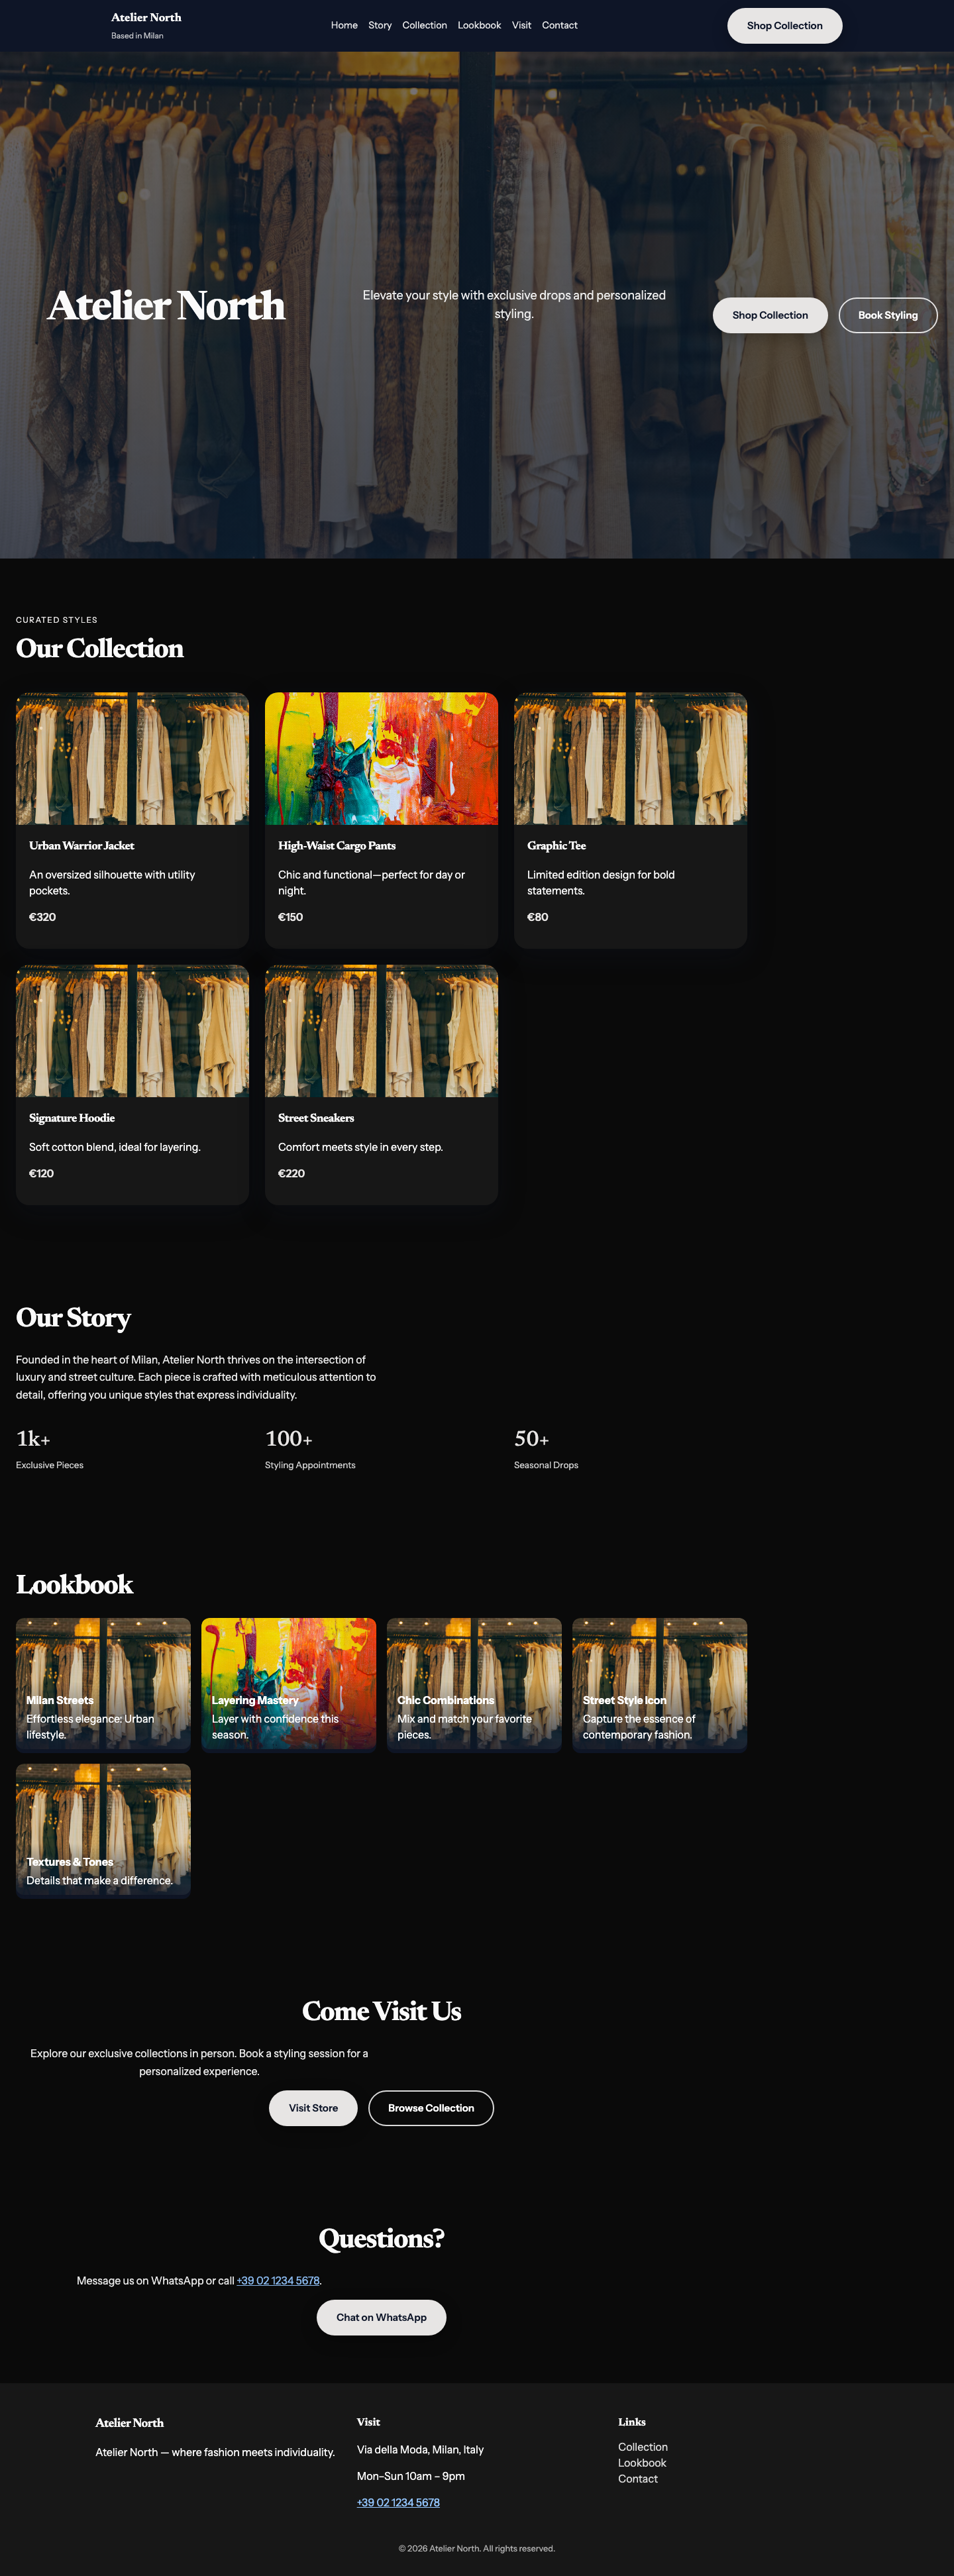 Atelier North
Based in Milan
Home Story Collection Lookbook Visit Contact
Shop Collection
Atelier North
Elevate your style with exclusive drops and personalized
styling.
Shop Collection
Book Styling
CURATED STYLES
Our Collection
Urban Warrior Jacket
An oversized silhouette with utility
pockets.
€320
High-Waist Cargo Pants
Chic and functional—perfect for day or
night.
€150
Graphic Tee
Limited edition design for bold
statements.
€80
Signature Hoodie
Soft cotton blend, ideal for layering.
€120
Street Sneakers
Comfort meets style in every step.
€220
Our Story
Founded in the heart of Milan, Atelier North thrives on the intersection of
luxury and street culture. Each piece is crafted with meticulous attention to
detail, offering you unique styles that express individuality.
1k+
Exclusive Pieces
100+
Styling Appointments
50+
Seasonal Drops
Lookbook
Milan Streets
Effortless elegance: Urban
lifestyle.
Layering Mastery
Layer with confidence this
season.
Chic Combinations
Mix and match your favorite
pieces.
Street Style Icon
Capture the essence of
contemporary fashion.
Textures & Tones
Details that make a difference.
Come Visit Us
Explore our exclusive collections in person. Book a styling session for a
personalized experience.
Visit Store
Browse Collection
Questions?
Message us on WhatsApp or call +39 02 1234 5678.
Chat on WhatsApp
Atelier North
Atelier North — where fashion meets individuality.
Visit
Via della Moda, Milan, Italy
Mon–Sun 10am – 9pm
+39 02 1234 5678
Links
Collection
Lookbook
Contact
© 2026 Atelier North. All rights reserved.